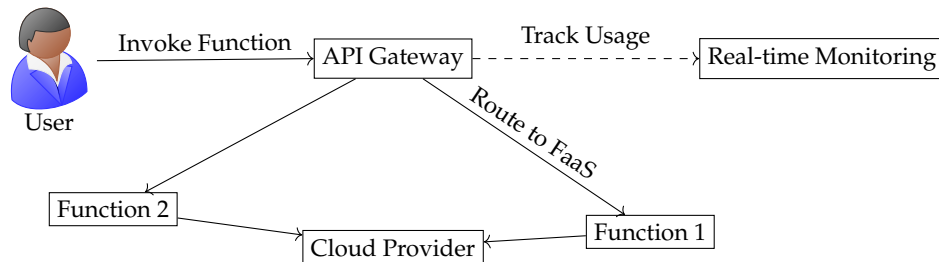 Invoke Function
API Gateway
Track Usage
Real-time Monitoring
User
Route to FaaS
Function 2
Function 1
Cloud Provider